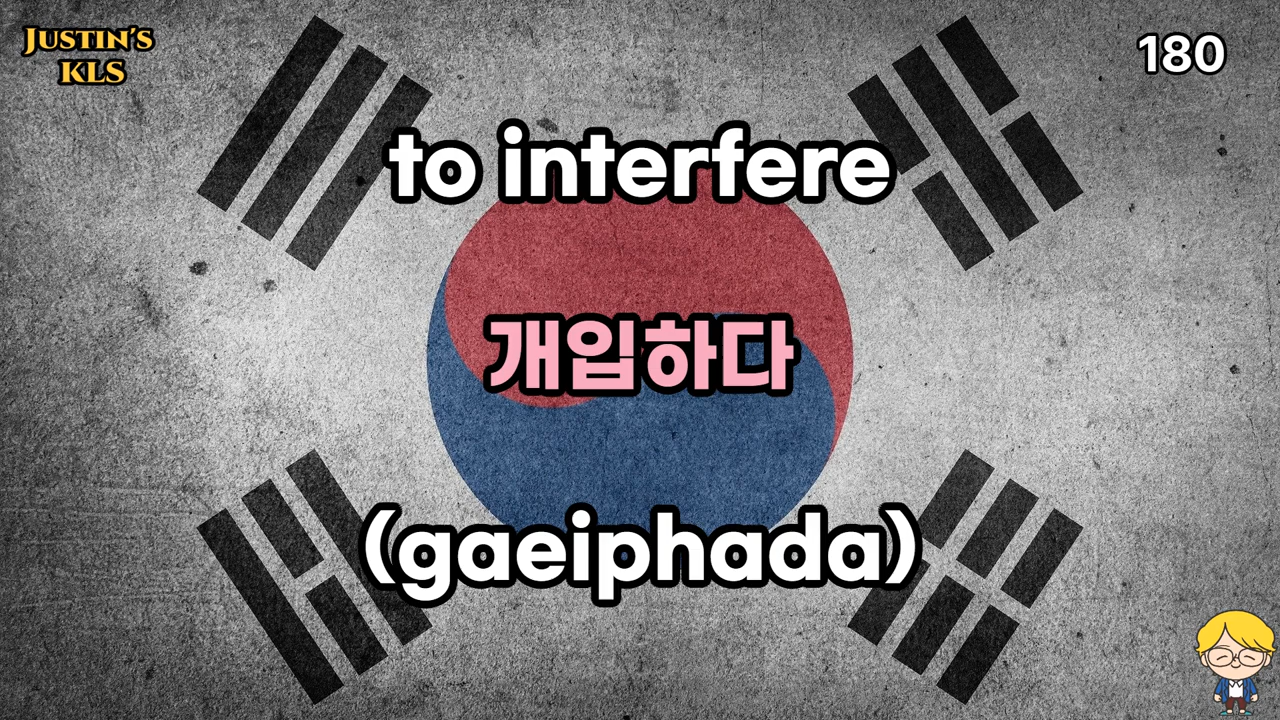 JUSTIN'S
KLS
180
to interfere
개입하다
(gaeiphada)